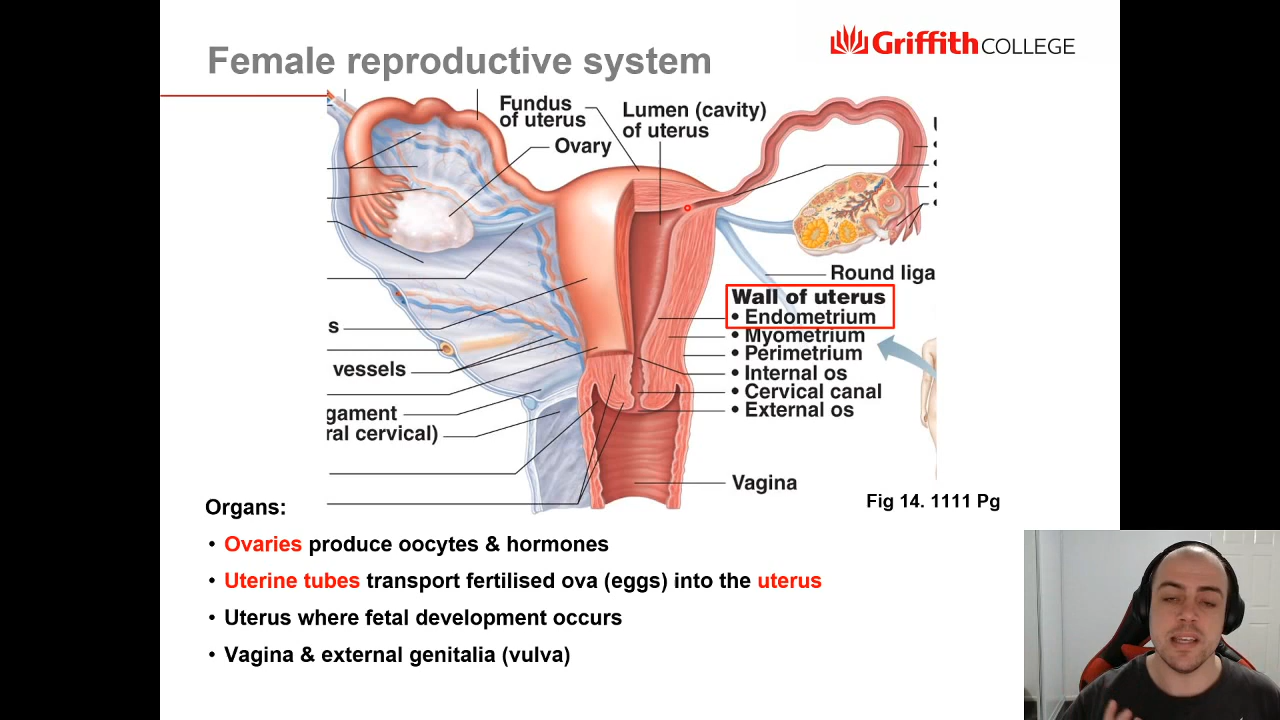 Griffith COLLEGE
Female reproductive system
Fundus
of uterus
Lumen (cavity)
of uterus
Ovary
Round liga
Wall of uterus
• Endometrium
• Myometrium
• Perimetrium
• Internal os
• Cervical canal
• External os
s
vessels
gament
ral cervical)
Vagina
Fig 14. 1111 Pg
Organs:
• Ovaries produce oocytes & hormones
• Uterine tubes transport fertilised ova (eggs) into the uterus
• Uterus where fetal development occurs
• Vagina & external genitalia (vulva)